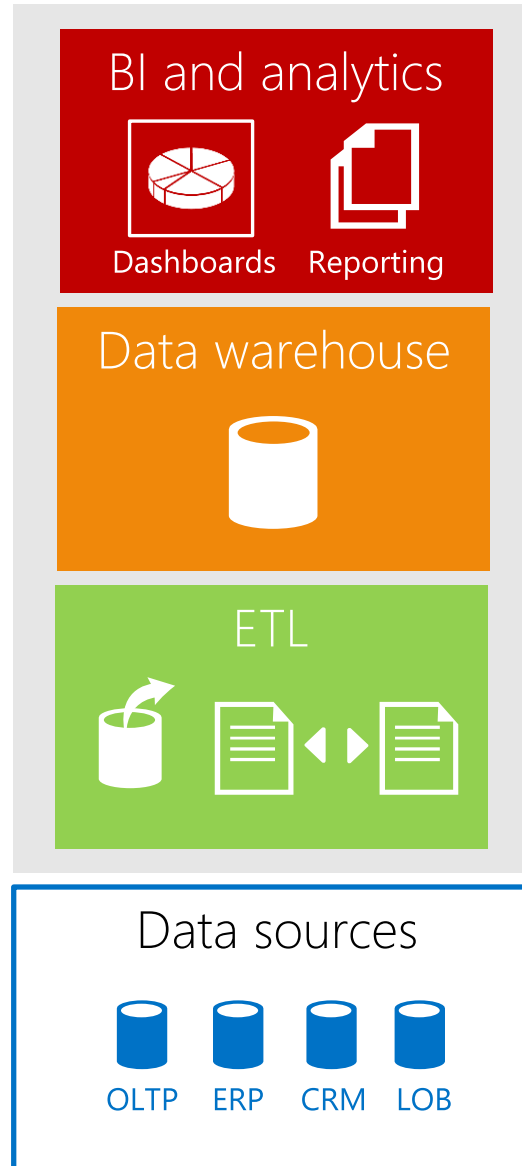 BI and analytics
Dashboards Reporting
Data warehouse
ETL
Data sources
OLTP ERP CRM LOB